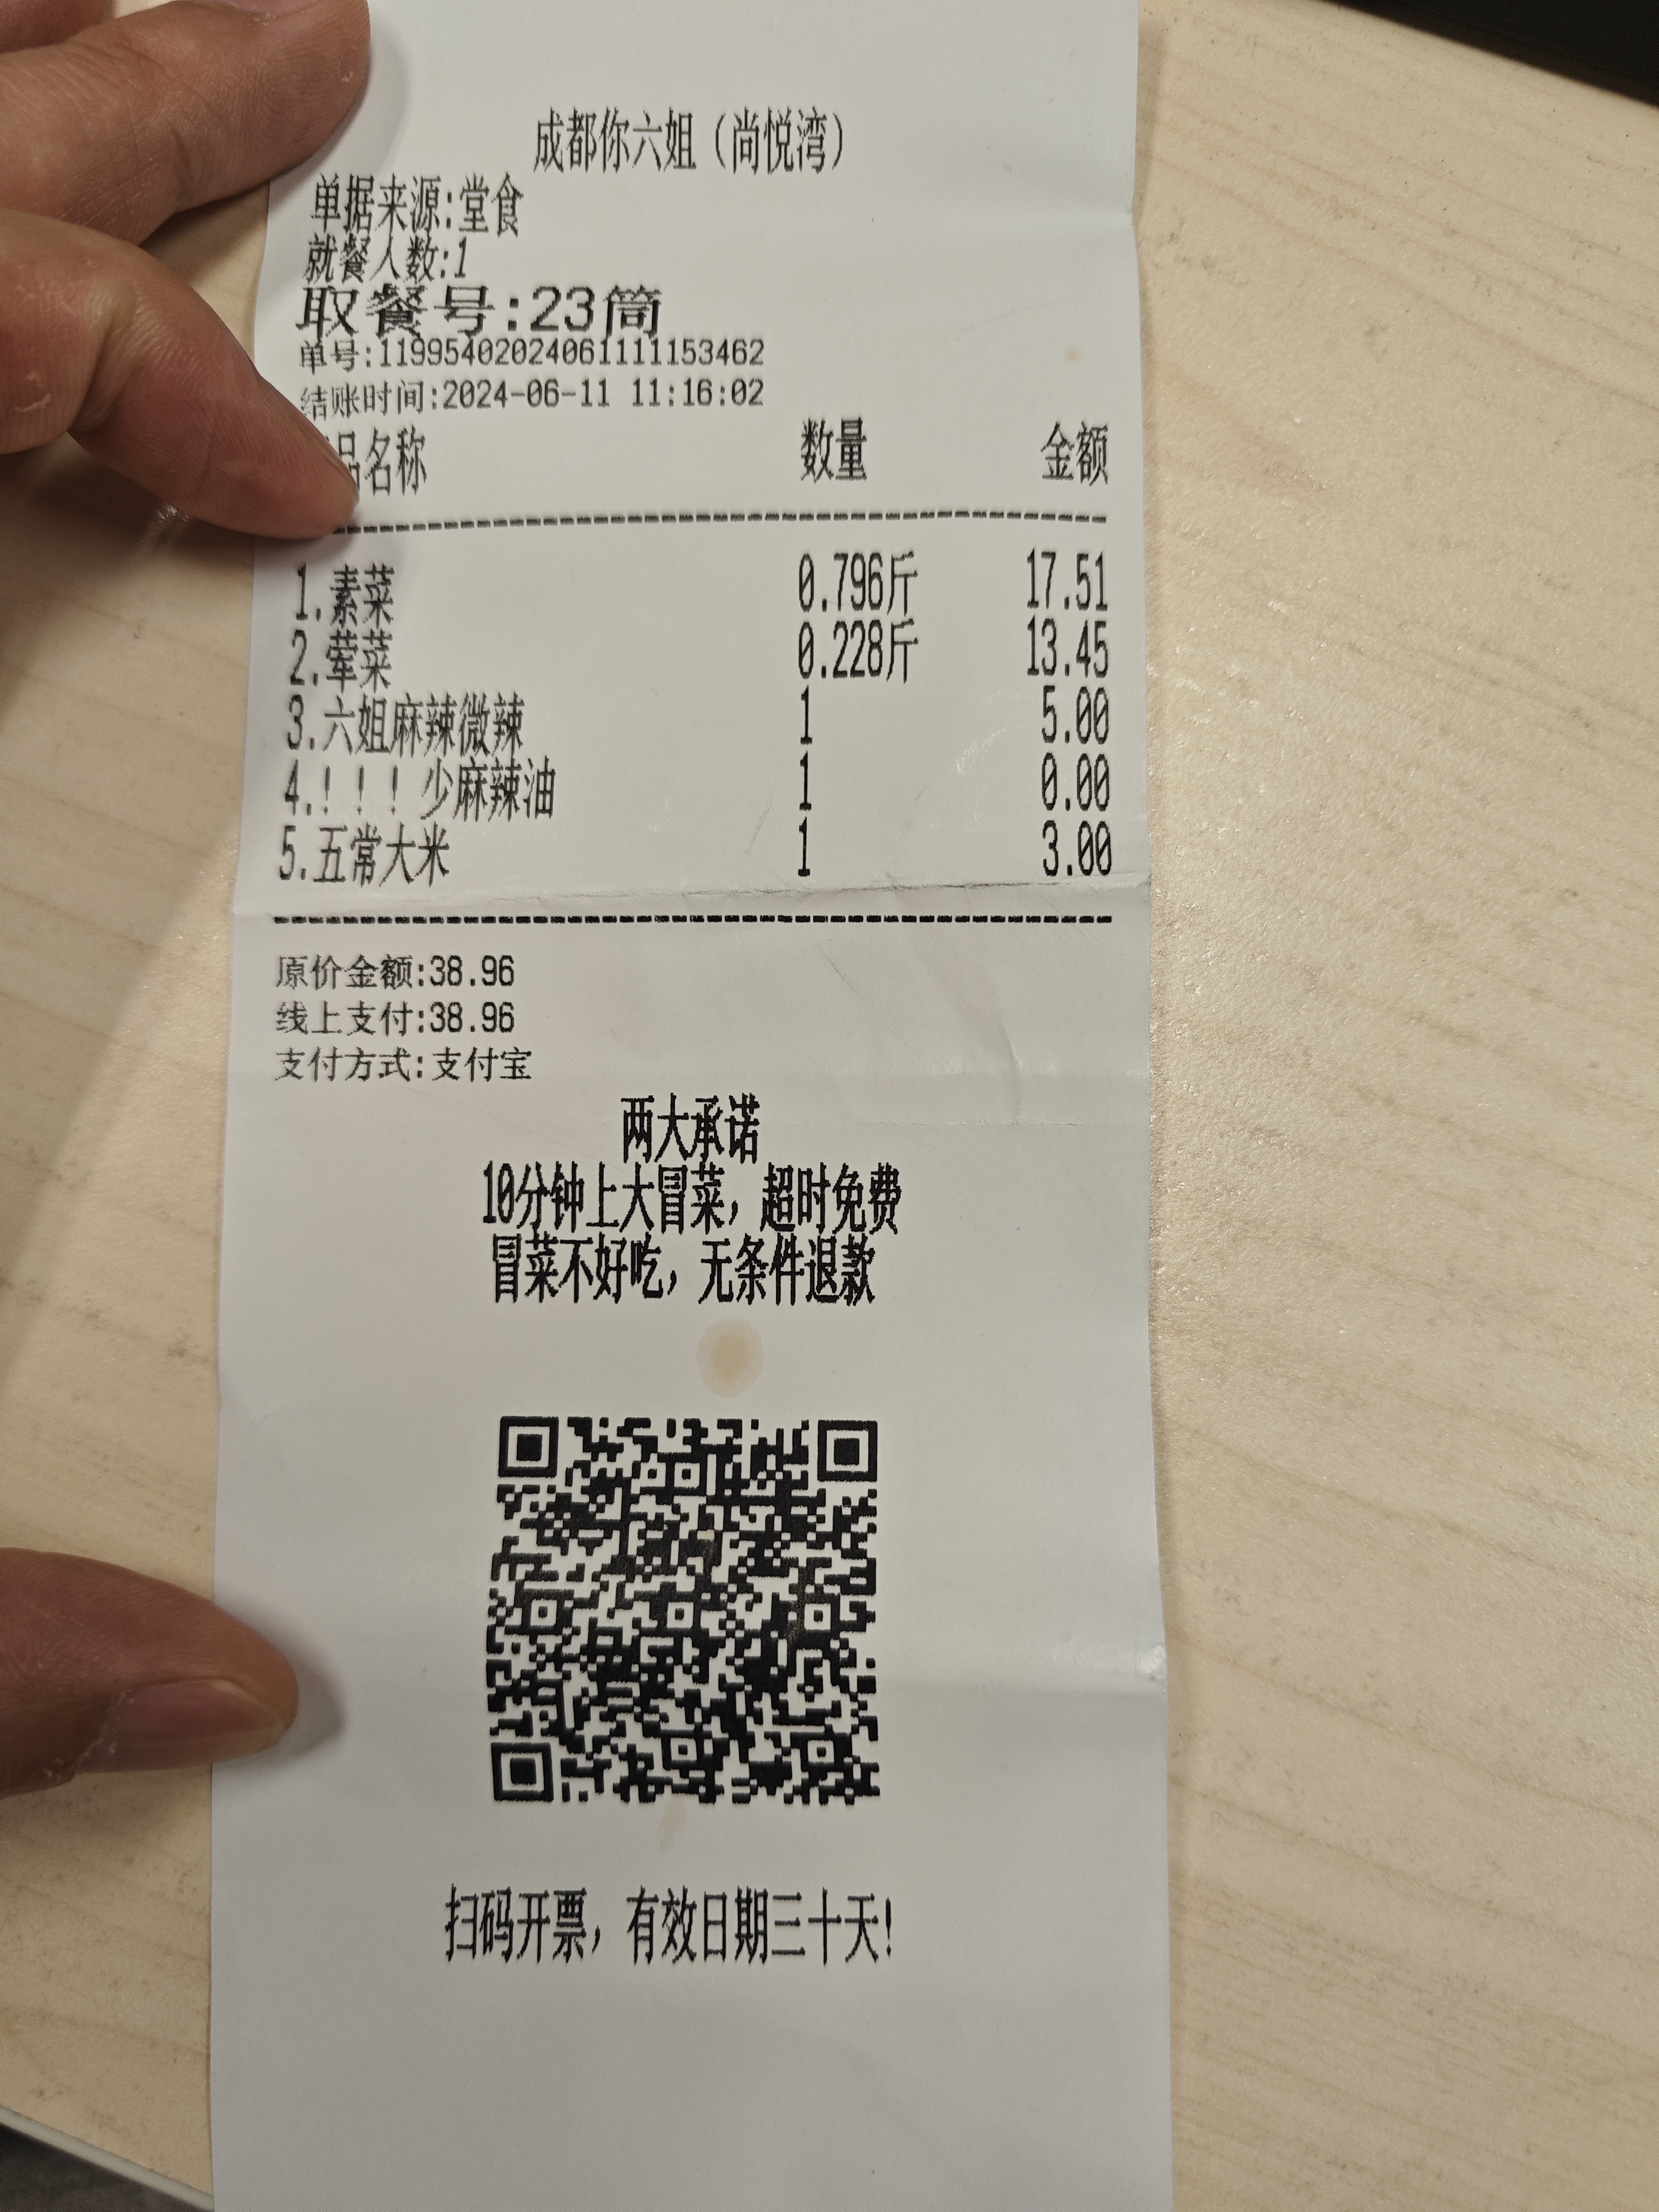 成都你六姐（尚悦湾）
单据来源:堂食
就餐人数:1
取餐号:23筒
单号:11995402024061111153462
结账时间:2024-06-11 11:16:02
品名称 数量 金额
1.素菜 0.796斤 17.51
2.荤菜 0.228斤 13.45
3.六姐麻辣微辣 1 5.00
4.！！！少麻辣油 1 0.00
5.五常大米 1 3.00
原价金额:38.96
线上支付:38.96
支付方式:支付宝
两大承诺
10分钟上大冒菜，超时免费
冒菜不好吃，无条件退款
扫码开票，有效日期三十天!